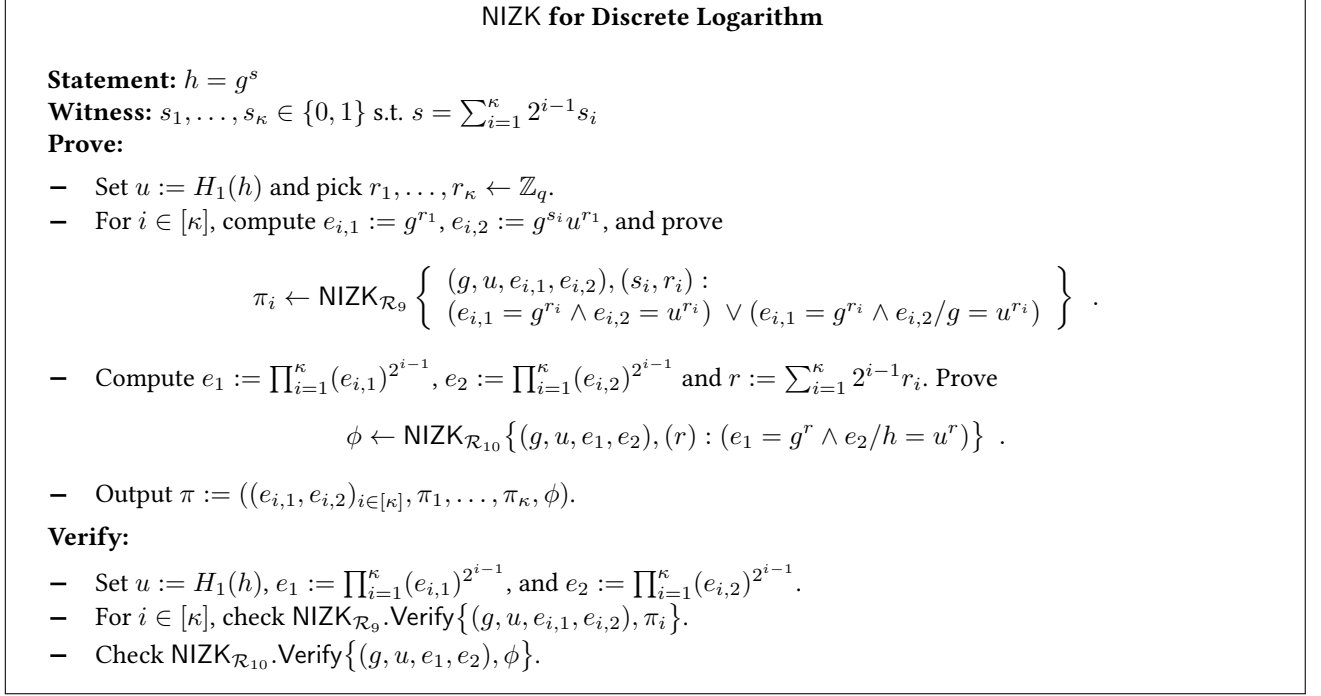 NIZK for Discrete Logarithm
Statement: h = g^s
Witness: s_1, . . . , s_κ ∈ {0, 1} s.t. s = ∑_{i=1}^κ 2^{i−1}s_i
Prove:
– Set u := H_1(h) and pick r_1, . . . , r_κ ← ℤ_q.
– For i ∈ [κ], compute e_{i,1} := g^{r_1}, e_{i,2} := g^{s_i}u^{r_1}, and prove
π_i ← NIZK_{R_9} { (g, u, e_{i,1}, e_{i,2}), (s_i, r_i) :
(e_{i,1} = g^{r_i} ∧ e_{i,2} = u^{r_i}) ∨ (e_{i,1} = g^{r_i} ∧ e_{i,2}/g = u^{r_i}) } .
– Compute e_1 := ∏_{i=1}^κ(e_{i,1})^{2^{i−1}}, e_2 := ∏_{i=1}^κ(e_{i,2})^{2^{i−1}} and r := ∑_{i=1}^κ 2^{i−1}r_i. Prove
ϕ ← NIZK_{R_10}{(g, u, e_1, e_2), (r) : (e_1 = g^r ∧ e_2/h = u^r)} .
– Output π := ((e_{i,1}, e_{i,2})_{i∈[κ]}, π_1, . . . , π_κ, ϕ).
Verify:
– Set u := H_1(h), e_1 := ∏_{i=1}^κ(e_{i,1})^{2^{i−1}}, and e_2 := ∏_{i=1}^κ(e_{i,2})^{2^{i−1}}.
– For i ∈ [κ], check NIZK_{R_9}.Verify{(g, u, e_{i,1}, e_{i,2}), π_i}.
– Check NIZK_{R_10}.Verify{(g, u, e_1, e_2), ϕ}.